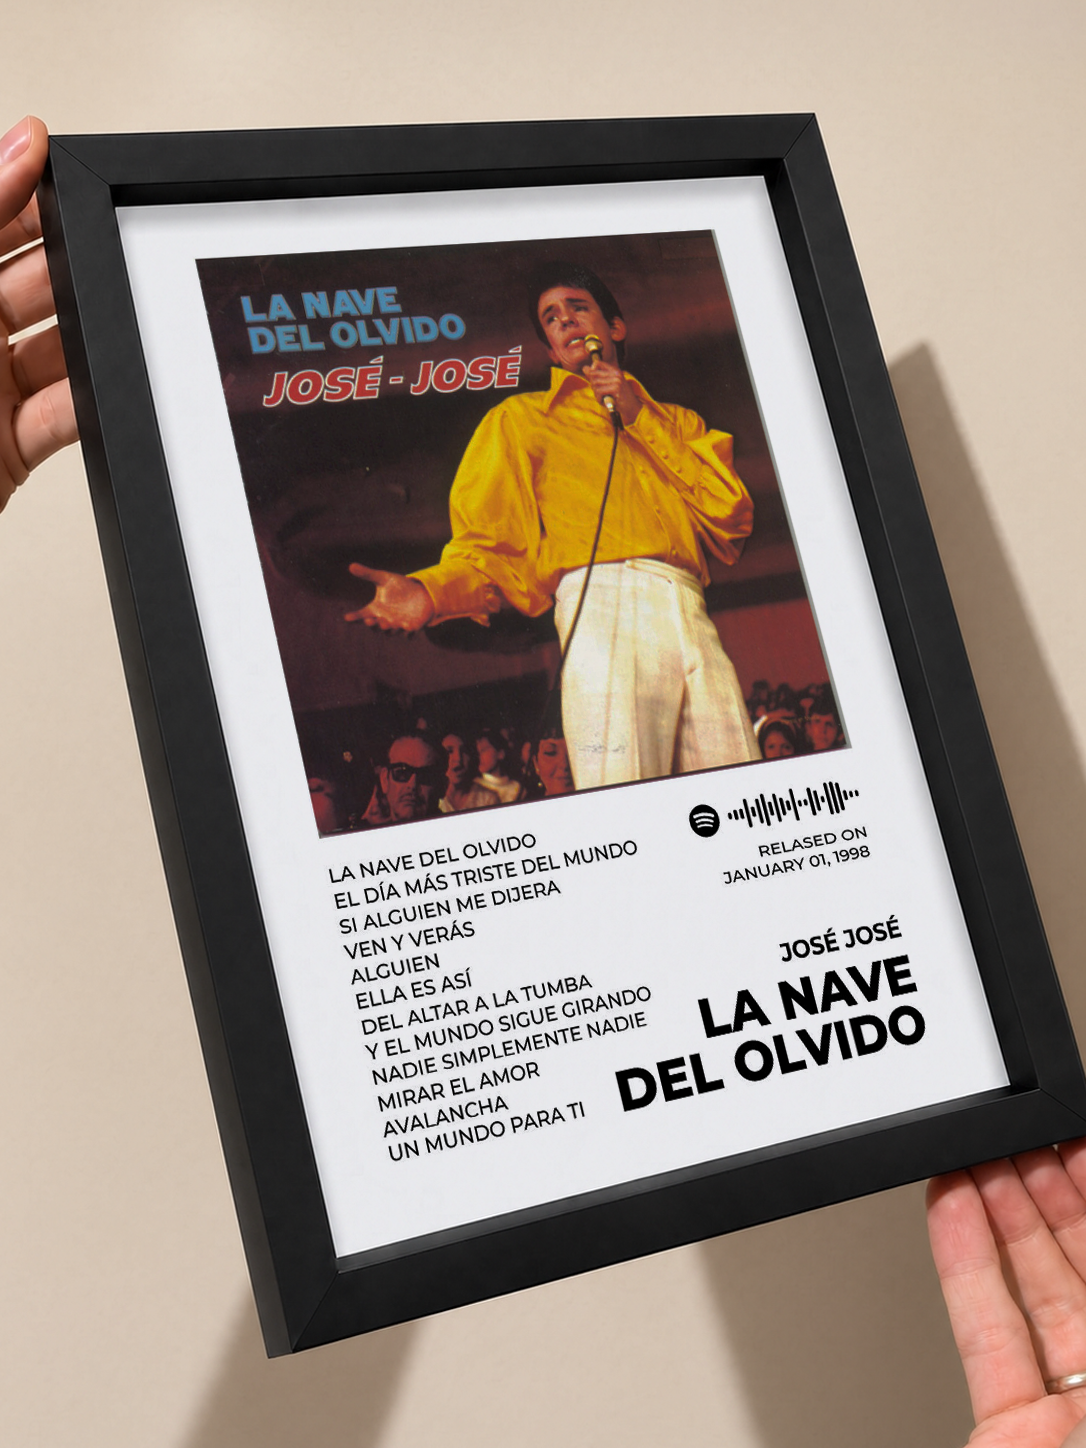 LA NAVE
DEL OLVIDO
JOSÉ - JOSÉ
LA NAVE DEL OLVIDO
EL DÍA MÁS TRISTE DEL MUNDO
SI ALGUIEN ME DIJERA
VEN Y VERÁS
ALGUIEN
ELLA ES ASÍ
DEL ALTAR A LA TUMBA
Y EL MUNDO SIGUE GIRANDO
NADIE SIMPLEMENTE NADIE
MIRAR EL AMOR
AVALANCHA
UN MUNDO PARA TI
RELASED ON
JANUARY 01, 1998
JOSÉ JOSÉ
LA NAVE
DEL OLVIDO